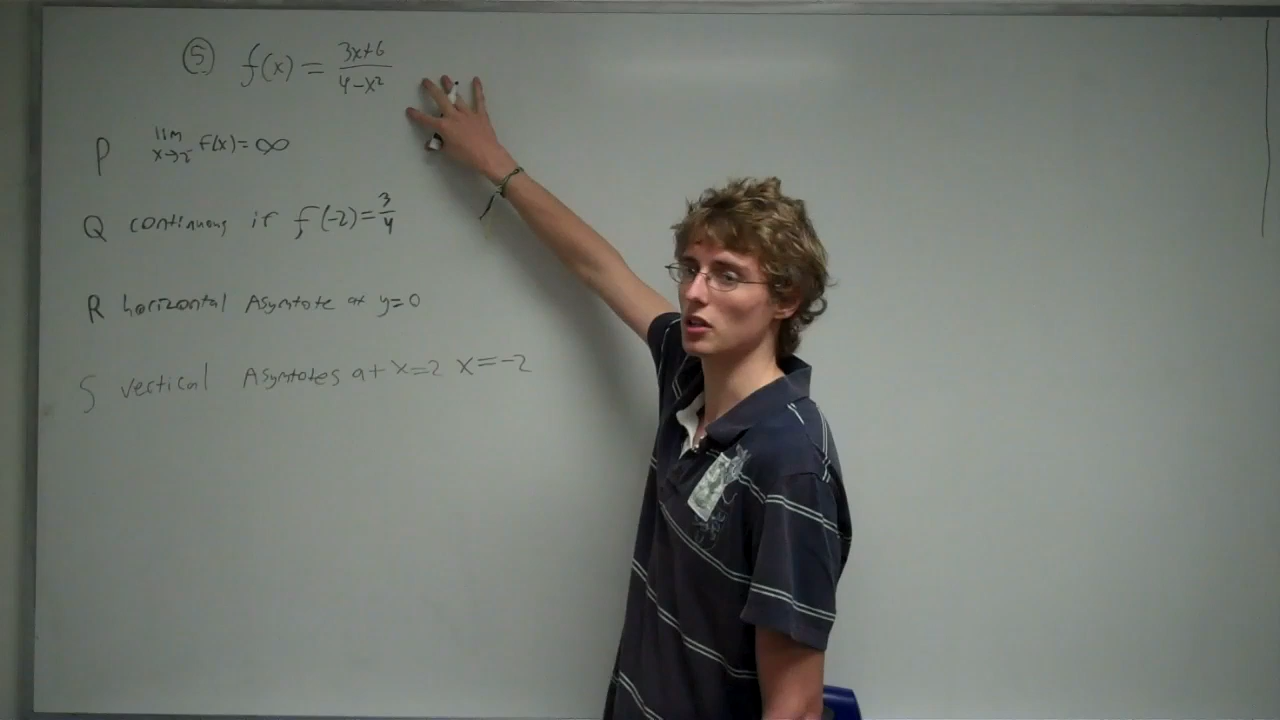 ⑤ f(x) = 3x+6 / 4-x²
P lim x→2⁻ f(x)=∞
Q continuous if f(-2)=3/4
R horizontal Asymtote at y=0
S vertical Asymtotes at x=2 x=-2